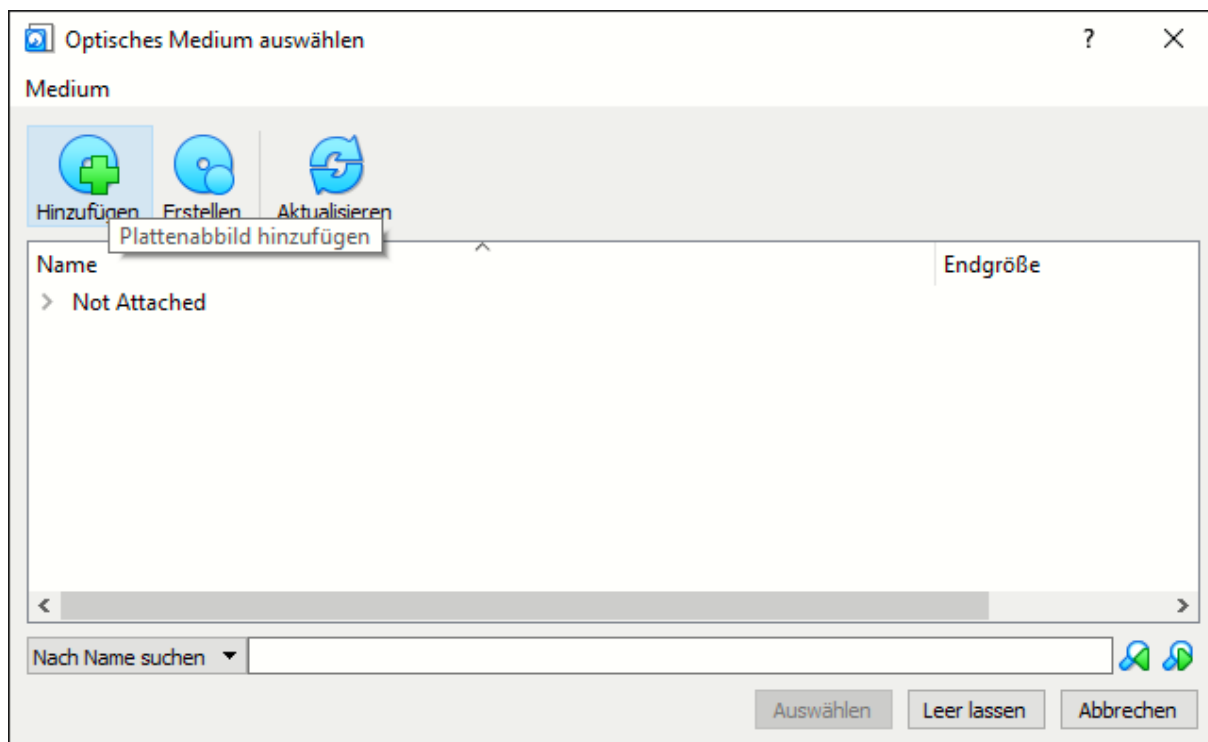 Optisches Medium auswählen
?
Medium
Hinzufügen Erstellen Aktualisieren
Plattenabbild hinzufügen
Name Endgröße
Not Attached
Nach Name suchen
Auswählen Leer lassen Abbrechen